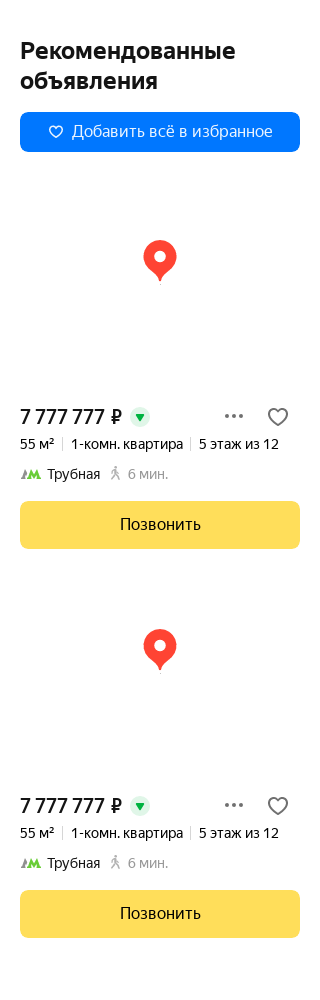 Рекомендованные
объявления
Добавить всё в избранное
7 777 777 ₽
55 м² 1-комн. квартира 5 этаж из 12
Трубная 6 мин.
Позвонить
7 777 777 ₽
55 м² 1-комн. квартира 5 этаж из 12
Трубная 6 мин.
Позвонить